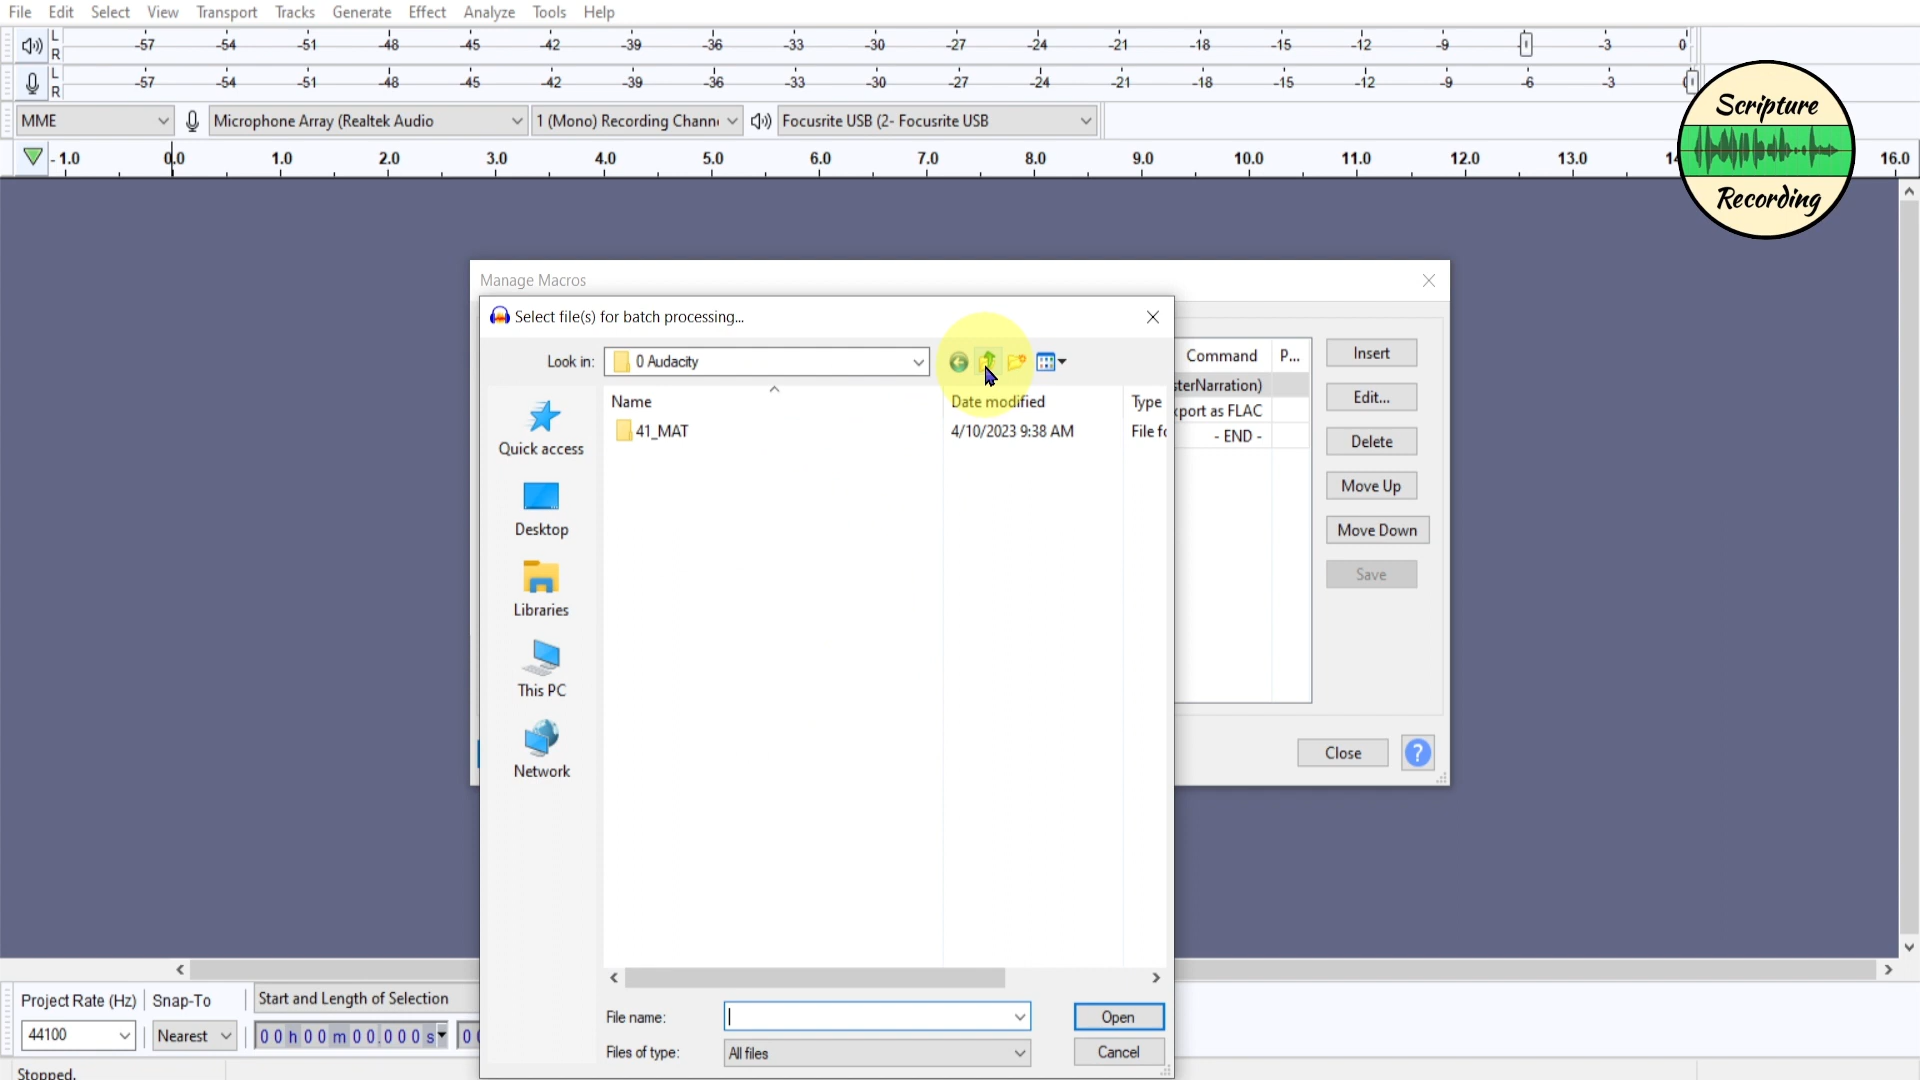 File Edit Select View Transport Tracks Generate Effect Analyze Tools Help
L
R
-57 -54 -51 -48 -45 -42 -39 -36 -33 -30 -27 -24 -21 -18 -15 -12 -9 -3 0
L
R
-57 -54 -51 -48 -45 -42 -39 -36 -33 -30 -27 -24 -21 -18 -15 -12 -9 -6 -3
MME Microphone Array (Realtek Audio 1 (Mono) Recording Chann Focusrite USB (2- Focusrite USB
-1.0 0.0 1.0 2.0 3.0 4.0 5.0 6.0 7.0 8.0 9.0 10.0 11.0 12.0 13.0 14 16.0
Scripture
Recording
Manage Macros
Select file(s) for batch processing...
Look in: 0 Audacity
Name Date modified Type
41_MAT 4/10/2023 9:38 AM File fo
Quick access
Desktop
Libraries
This PC
Network
Command P...
sterNarration)
xport as FLAC
- END -
Insert
Edit...
Delete
Move Up
Move Down
Save
Close ?
File name: Open
Files of type: All files Cancel
Project Rate (Hz) Snap-To Start and Length of Selection
44100 Nearest 00h00m00.000s 00
Stopped.